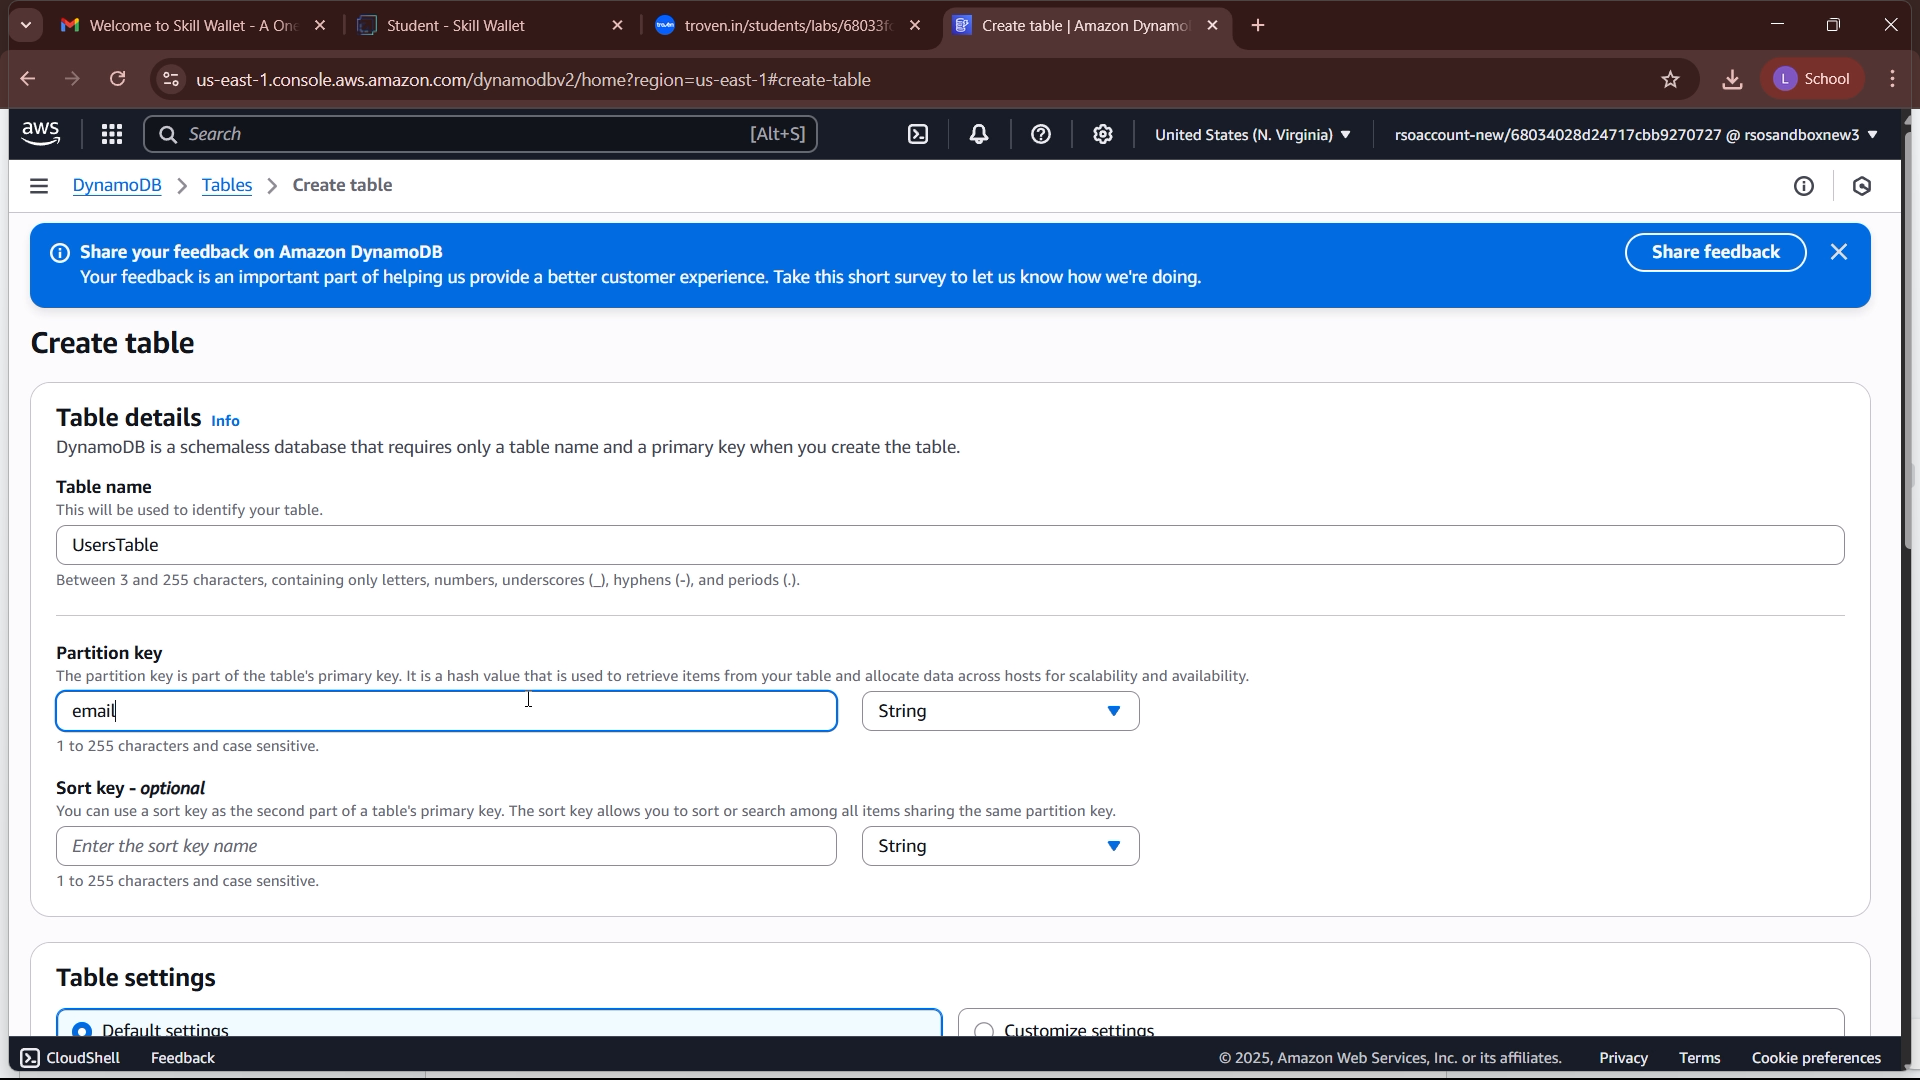 Welcome to Skill Wallet - A On
Student - Skill Wallet
troven.in/students/labs/68033f
Create table | Amazon Dynamo
us-east-1.console.aws.amazon.com/dynamodbv2/home?region=us-east-1#create-table
L School
aws
Search [Alt+S]
United States (N. Virginia)
rsoaccount-new/68034028d24717cbb9270727 @ rsosandboxnew3
DynamoDB > Tables > Create table
Share your feedback on Amazon DynamoDB
Your feedback is an important part of helping us provide a better customer experience. Take this short survey to let us know how we're doing.
Share feedback
Create table
Table details Info
DynamoDB is a schemaless database that requires only a table name and a primary key when you create the table.
Table name
This will be used to identify your table.
UsersTable
Between 3 and 255 characters, containing only letters, numbers, underscores (_), hyphens (-), and periods (.).
Partition key
The partition key is part of the table's primary key. It is a hash value that is used to retrieve items from your table and allocate data across hosts for scalability and availability.
email
String
1 to 255 characters and case sensitive.
Sort key - optional
You can use a sort key as the second part of a table's primary key. The sort key allows you to sort or search among all items sharing the same partition key.
Enter the sort key name
String
1 to 255 characters and case sensitive.
Table settings
Default settings
Customize settings
CloudShell Feedback
© 2025, Amazon Web Services, Inc. or its affiliates. Privacy Terms Cookie preferences